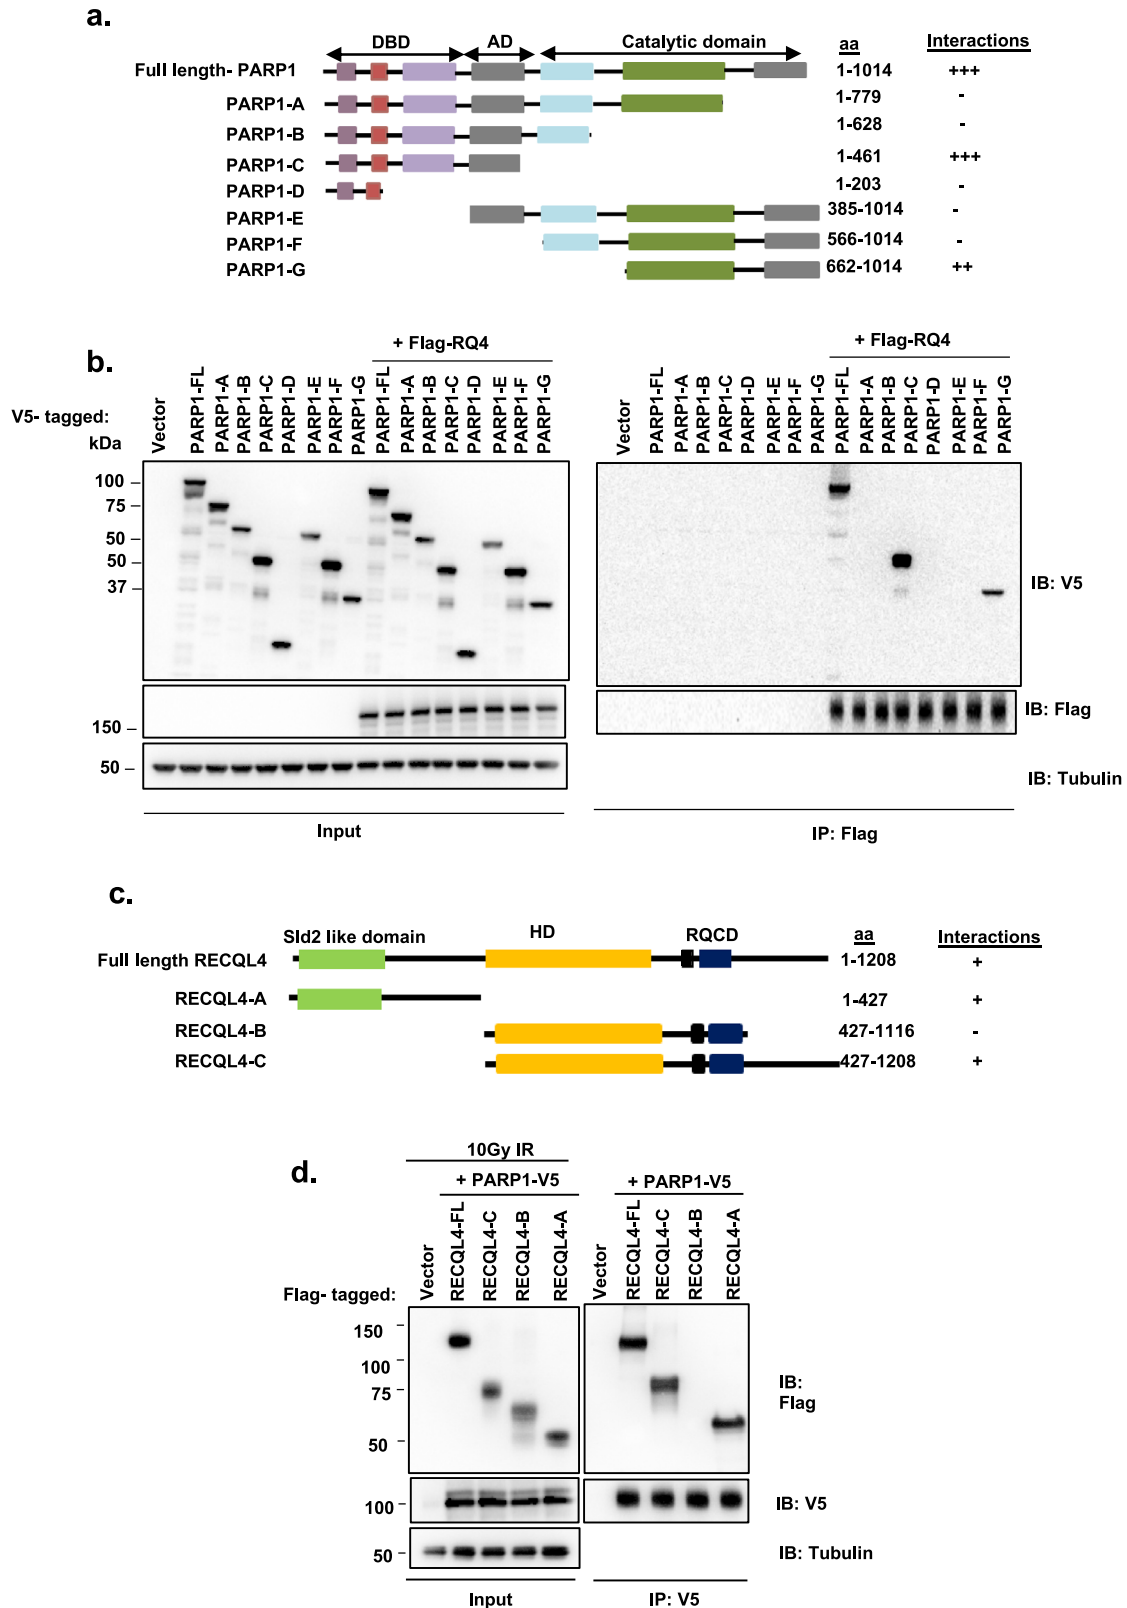 a.
DBD AD Catalytic domain aa Interactions
Full length- PARP1 1-1014 +++
PARP1-A 1-779 -
PARP1-B 1-628 -
PARP1-C 1-461 +++
PARP1-D 1-203 -
PARP1-E 385-1014 -
PARP1-F 566-1014 -
PARP1-G 662-1014 ++
b.
+ Flag-RQ4 + Flag-RQ4
V5- tagged: Vector PARP1-FL PARP1-A PARP1-B PARP1-C PARP1-D PARP1-E PARP1-F PARP1-G PARP1-FL PARP1-A PARP1-B PARP1-C PARP1-D PARP1-E PARP1-F PARP1-G
Vector PARP1-FL PARP1-A PARP1-B PARP1-C PARP1-D PARP1-E PARP1-F PARP1-G PARP1-FL PARP1-A PARP1-B PARP1-C PARP1-D PARP1-E PARP1-F PARP1-G
kDa
100
75
50
50
37
IB: V5
150
IB: Flag
50
IB: Tubulin
Input IP: Flag
c.
Sld2 like domain HD RQCD aa Interactions
Full length RECQL4 1-1208 +
RECQL4-A 1-427 +
RECQL4-B 427-1116 -
RECQL4-C 427-1208 +
d.
10Gy IR
+ PARP1-V5 + PARP1-V5
Flag- tagged: Vector RECQL4-FL RECQL4-C RECQL4-B RECQL4-A Vector RECQL4-FL RECQL4-C RECQL4-B RECQL4-A
150
100
75
50
IB:
Flag
100
IB: V5
50
IB: Tubulin
Input IP: V5